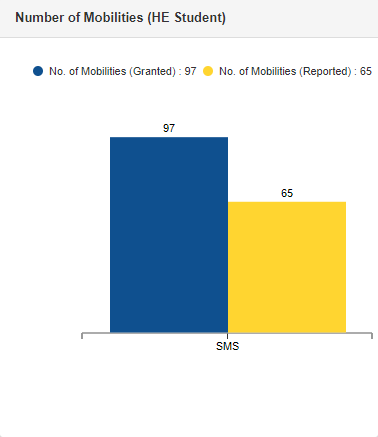 Number of Mobilities (HE Student)
No. of Mobilities (Granted) : 97 No. of Mobilities (Reported) : 65
97
65
SMS